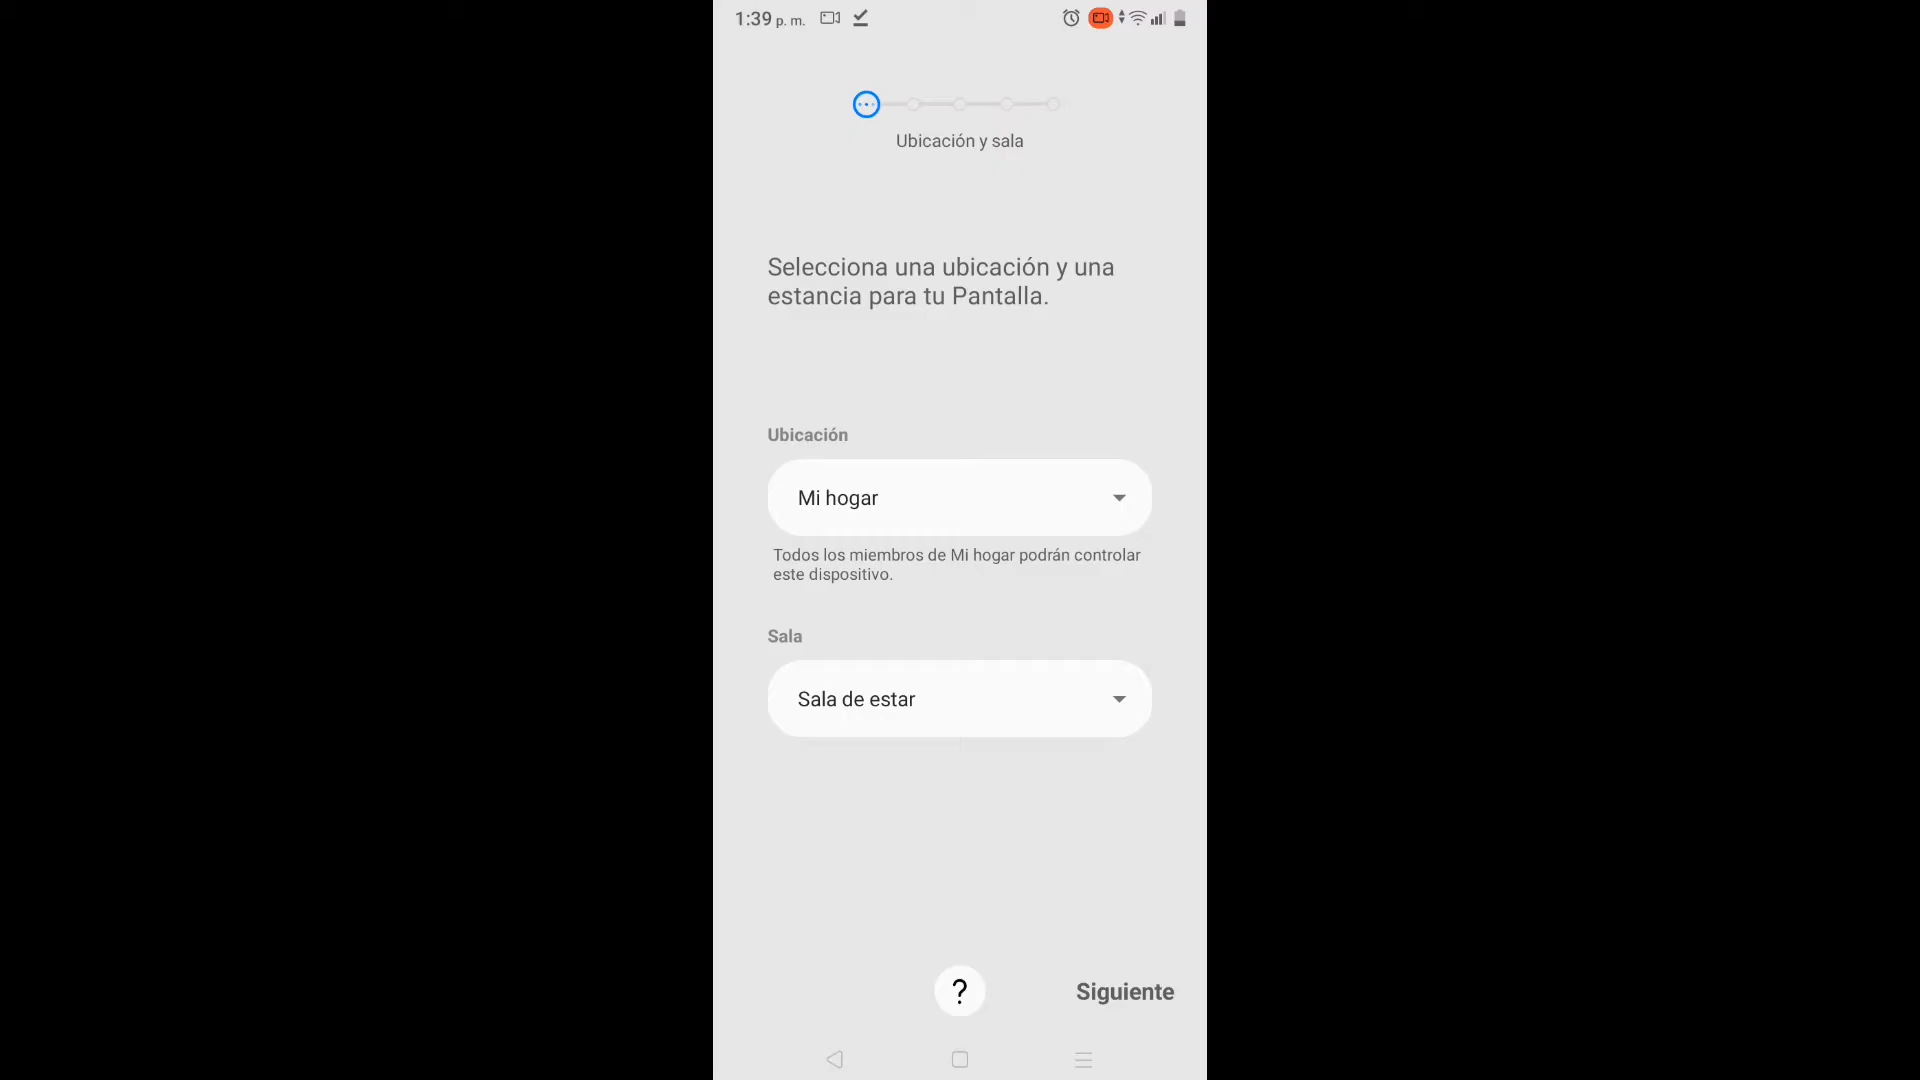 1:39 p. m.
Ubicación y sala
Selecciona una ubicación y una
estancia para tu Pantalla.
Ubicación
Mi hogar
Todos los miembros de Mi hogar podrán controlar
este dispositivo.
Sala
Sala de estar
?
Siguiente